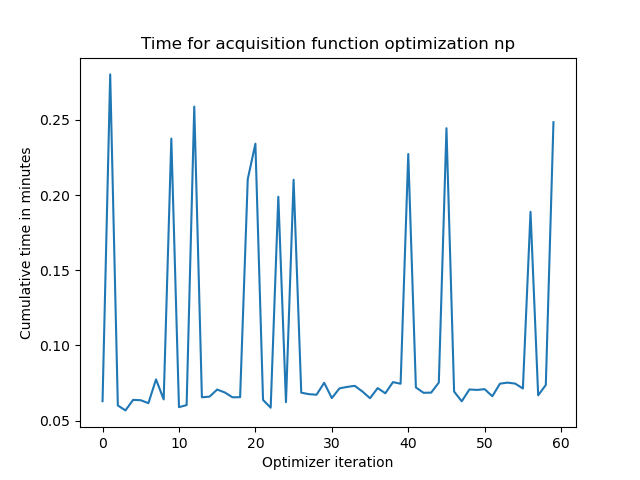 Time for acquisition function optimization np
Cumulative time in minutes
0.25
0.20
0.15
0.10
0.05
0 10 20 30 40 50 60
Optimizer iteration